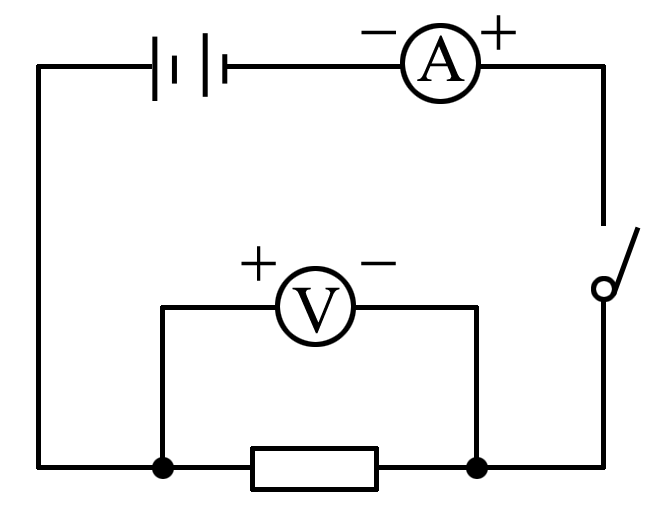 − A +
+ V −